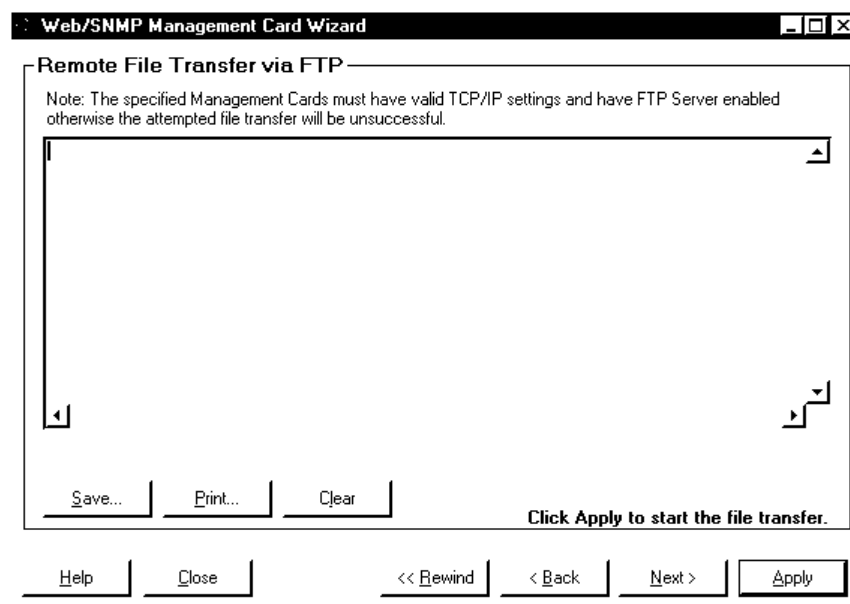 Web/SNMP Management Card Wizard
Remote File Transfer via FTP
Note: The specified Management Cards must have valid TCP/IP settings and have FTP Server enabled
otherwise the attempted file transfer will be unsuccessful.
Save... Print... Clear
Click Apply to start the file transfer.
Help Close << Rewind < Back Next > Apply